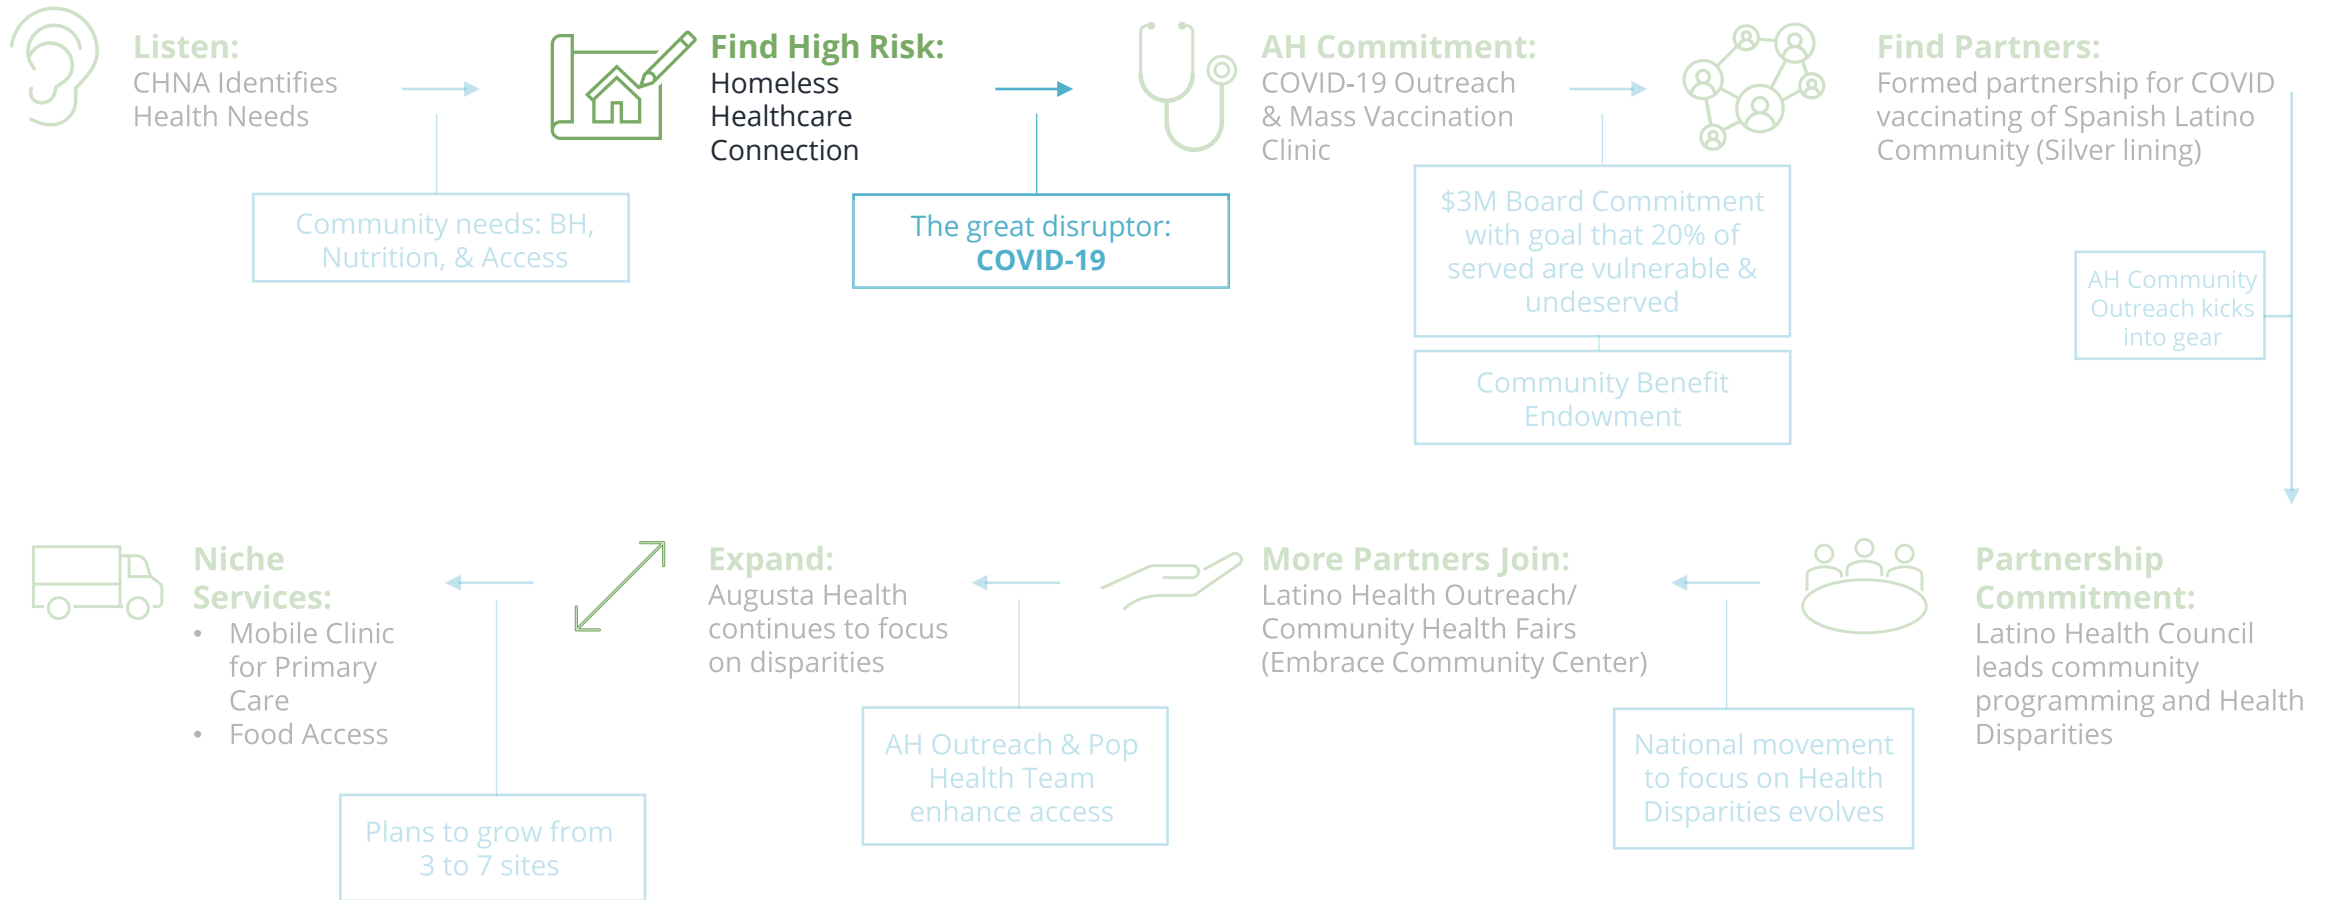 Listen:
CHNA Identifies
Health Needs
Community needs: BH,
Nutrition, & Access
Find High Risk:
Homeless
Healthcare
Connection
The great disruptor:
COVID-19
AH Commitment:
COVID-19 Outreach
& Mass Vaccination
Clinic
$3M Board Commitment
with goal that 20% of
served are vulnerable &
undeserved
Community Benefit
Endowment
Find Partners:
Formed partnership for COVID
vaccinating of Spanish Latino
Community (Silver lining)
AH Community
Outreach kicks
into gear
Partnership
Commitment:
Latino Health Council
leads community
programming and Health
Disparities
National movement
to focus on Health
Disparities evolves
More Partners Join:
Latino Health Outreach/
Community Health Fairs
(Embrace Community Center)
AH Outreach & Pop
Health Team
enhance access
Expand:
Augusta Health
continues to focus
on disparities
Plans to grow from
3 to 7 sites
Niche
Services:
• Mobile Clinic
for Primary
Care
• Food Access